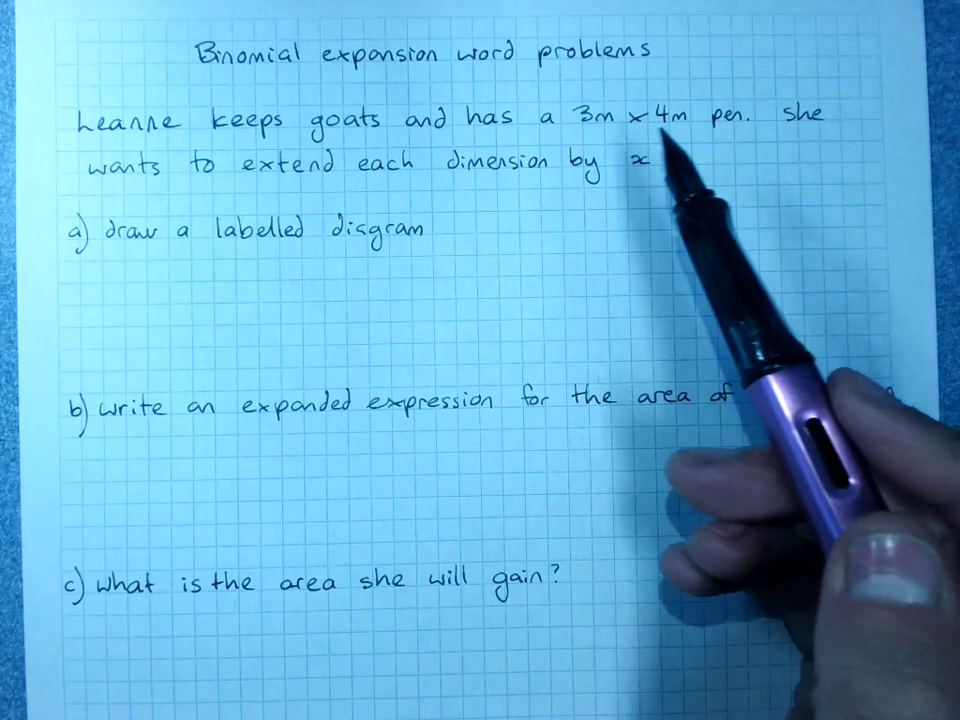 Binomial expansion word problems
Leanne keeps goats and has a 3m × 4m pen. she
wants to extend each dimension by x
a) draw a labelled disgram
b) write an expanded expression for the area of
c) what is the area she will gain?